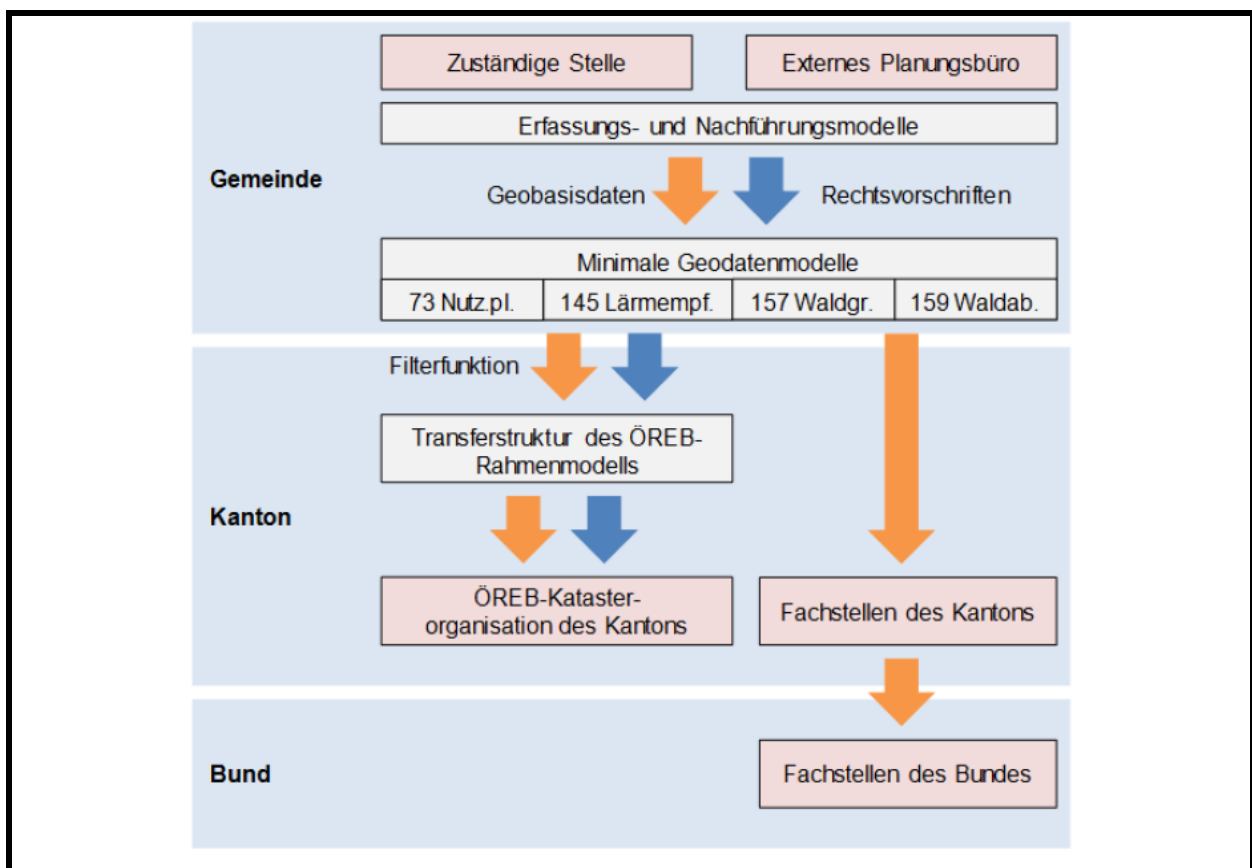 Zuständige Stelle
Externes Planungsbüro
Erfassungs- und Nachführungsmodelle
Gemeinde
Geobasisdaten
Rechtsvorschriften
Minimale Geodatenmodelle
73 Nutz.pl.
145 Lärmempf.
157 Waldgr.
159 Waldab.
Filterfunktion
Transferstruktur des ÖREB-
Rahmenmodells
Kanton
ÖREB-Kataster-
organisation des Kantons
Fachstellen des Kantons
Bund
Fachstellen des Bundes